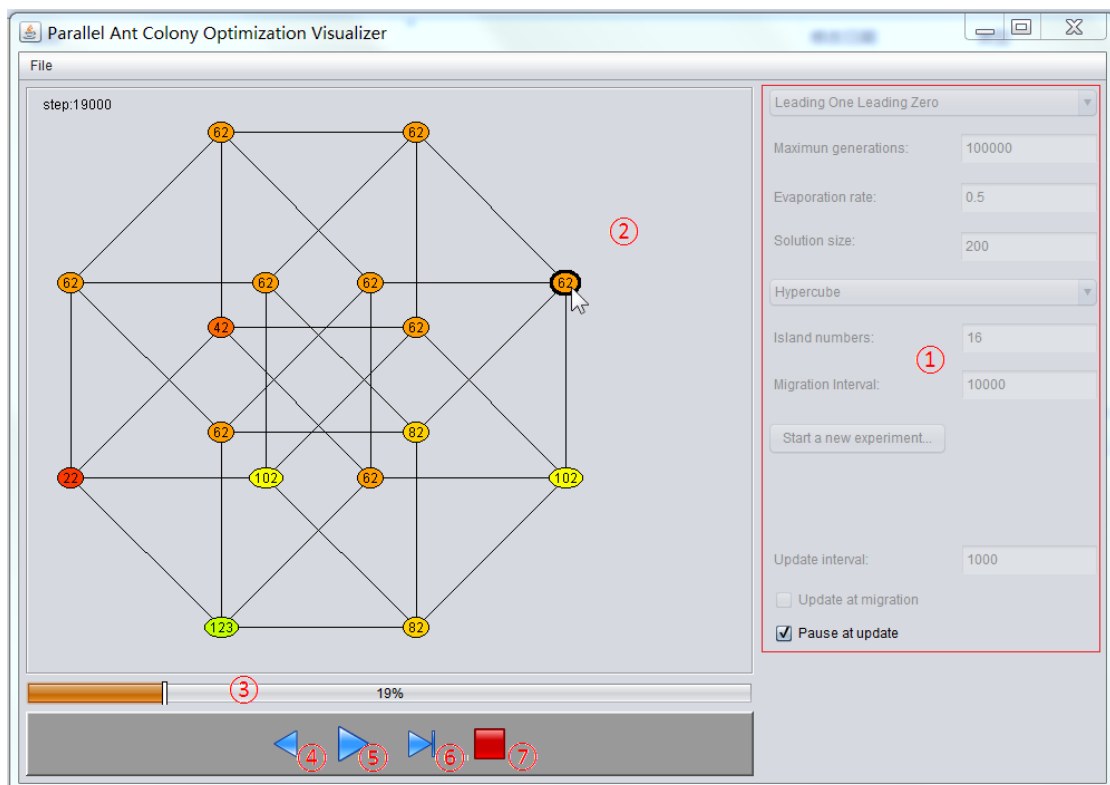 Parallel Ant Colony Optimization Visualizer
File
step:19000
Leading One Leading Zero
62 62
Maximun generations: 100000
Evaporation rate: 0.5
②
Solution size: 200
62 62 62 62
Hypercube
42 62
Island numbers: 16
①
Migration Interval: 10000
62 82
Start a new experiment...
22 102 62 102
Update interval: 1000
Update at migration
123 82
Pause at update
③ 19%
④ ⑤ ⑥ ⑦